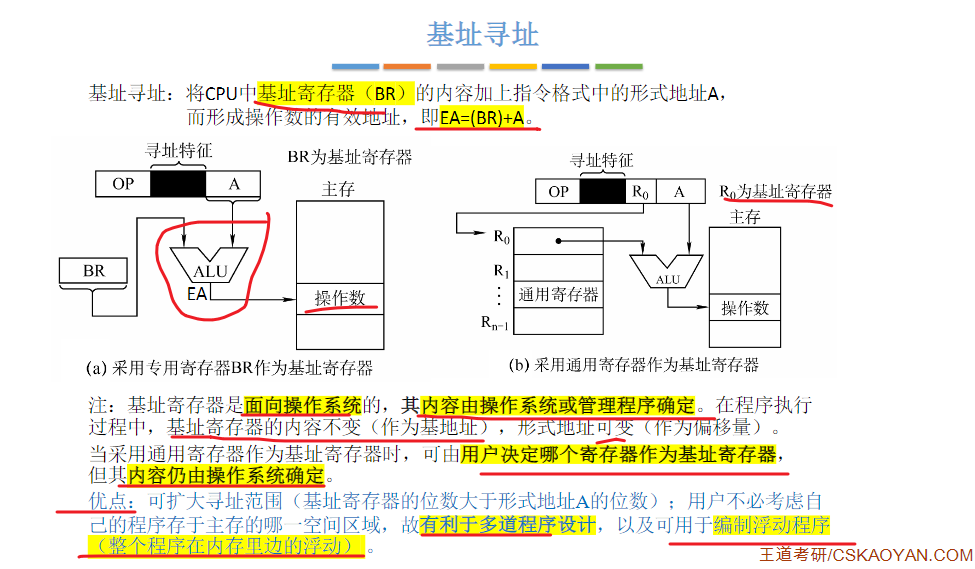 基址寻址
基址寻址：将CPU中基址寄存器（BR）的内容加上指令格式中的形式地址A，
而形成操作数的有效地址，即EA=(BR)+A。
寻址特征
BR为基址寄存器
OP
A
主存
BR
ALU
EA
操作数
(a) 采用专用寄存器BR作为基址寄存器
寻址特征
OP
R0
A
R0为基址寄存器
主存
R0
R1
⋮
通用寄存器
Rn-1
ALU
操作数
(b) 采用通用寄存器作为基址寄存器
注：基址寄存器是面向操作系统的，其内容由操作系统或管理程序确定。在程序执行
过程中，基址寄存器的内容不变（作为基地址），形式地址可变（作为偏移量）。
当采用通用寄存器作为基址寄存器时，可由用户决定哪个寄存器作为基址寄存器，
但其内容仍由操作系统确定。
优点：可扩大寻址范围（基址寄存器的位数大于形式地址A的位数）；用户不必考虑自
己的程序存于主存的哪一空间区域，故有利于多道程序设计，以及可用于编制浮动程序
（整个程序在内存里边的浮动）。
王道考研/CSKAOYAN.COM